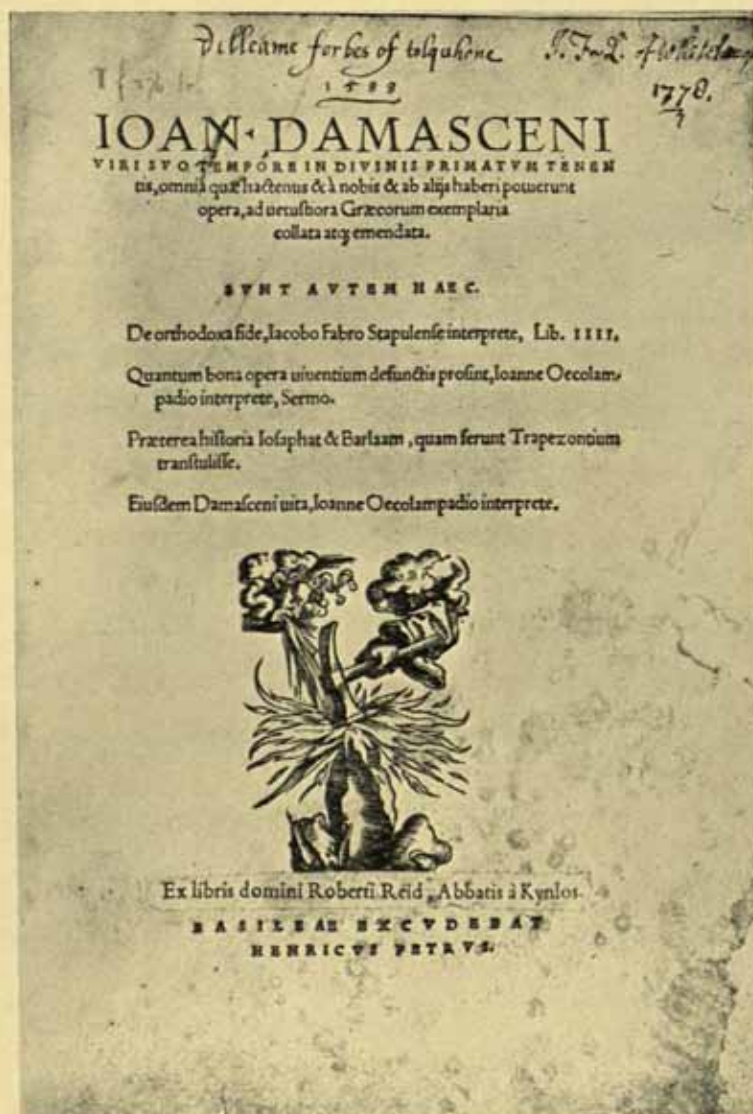 Villeame forbes of tolquhone
1588
1778.
IOAN· DAMASCENI
VIRI SVO TEMPORE IN DIVINIS PRIMATVM TENEN
tis, omnia quæ hactenus & à nobis & ab alijs haberi potuerunt
opera, ad uetustiora Græcorum exemplaria
collata atq; emendata.
SVNT AVTEM HAEC.
De orthodoxa fide, Iacobo Fabro Stapulense interprete, Lib. IIII.
Quantum bona opera uiuentium defunctis prosint, Ioanne Oecolam-
padio interprete, Sermo.
Præterea historia Iosaphat & Barlaam, quam ferunt Trapezontium
transtulisse.
Eiusdem Damasceni uita, Ioanne Oecolampadio interprete.
Ex libris domini Roberti Reid, Abbatis à Kynlos.
BASILEAE EXCVDEBAT
HENRICVS PETRVS.